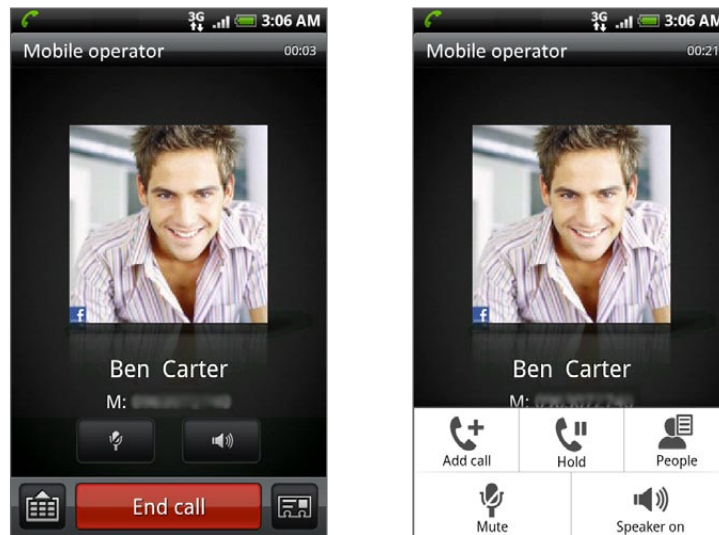 3G 3:06 AM
Mobile operator 00:03
f
Ben Carter
M:
End call
3G 3:06 AM
Mobile operator 00:21
f
Ben Carter
M:
Add call Hold People
Mute Speaker on